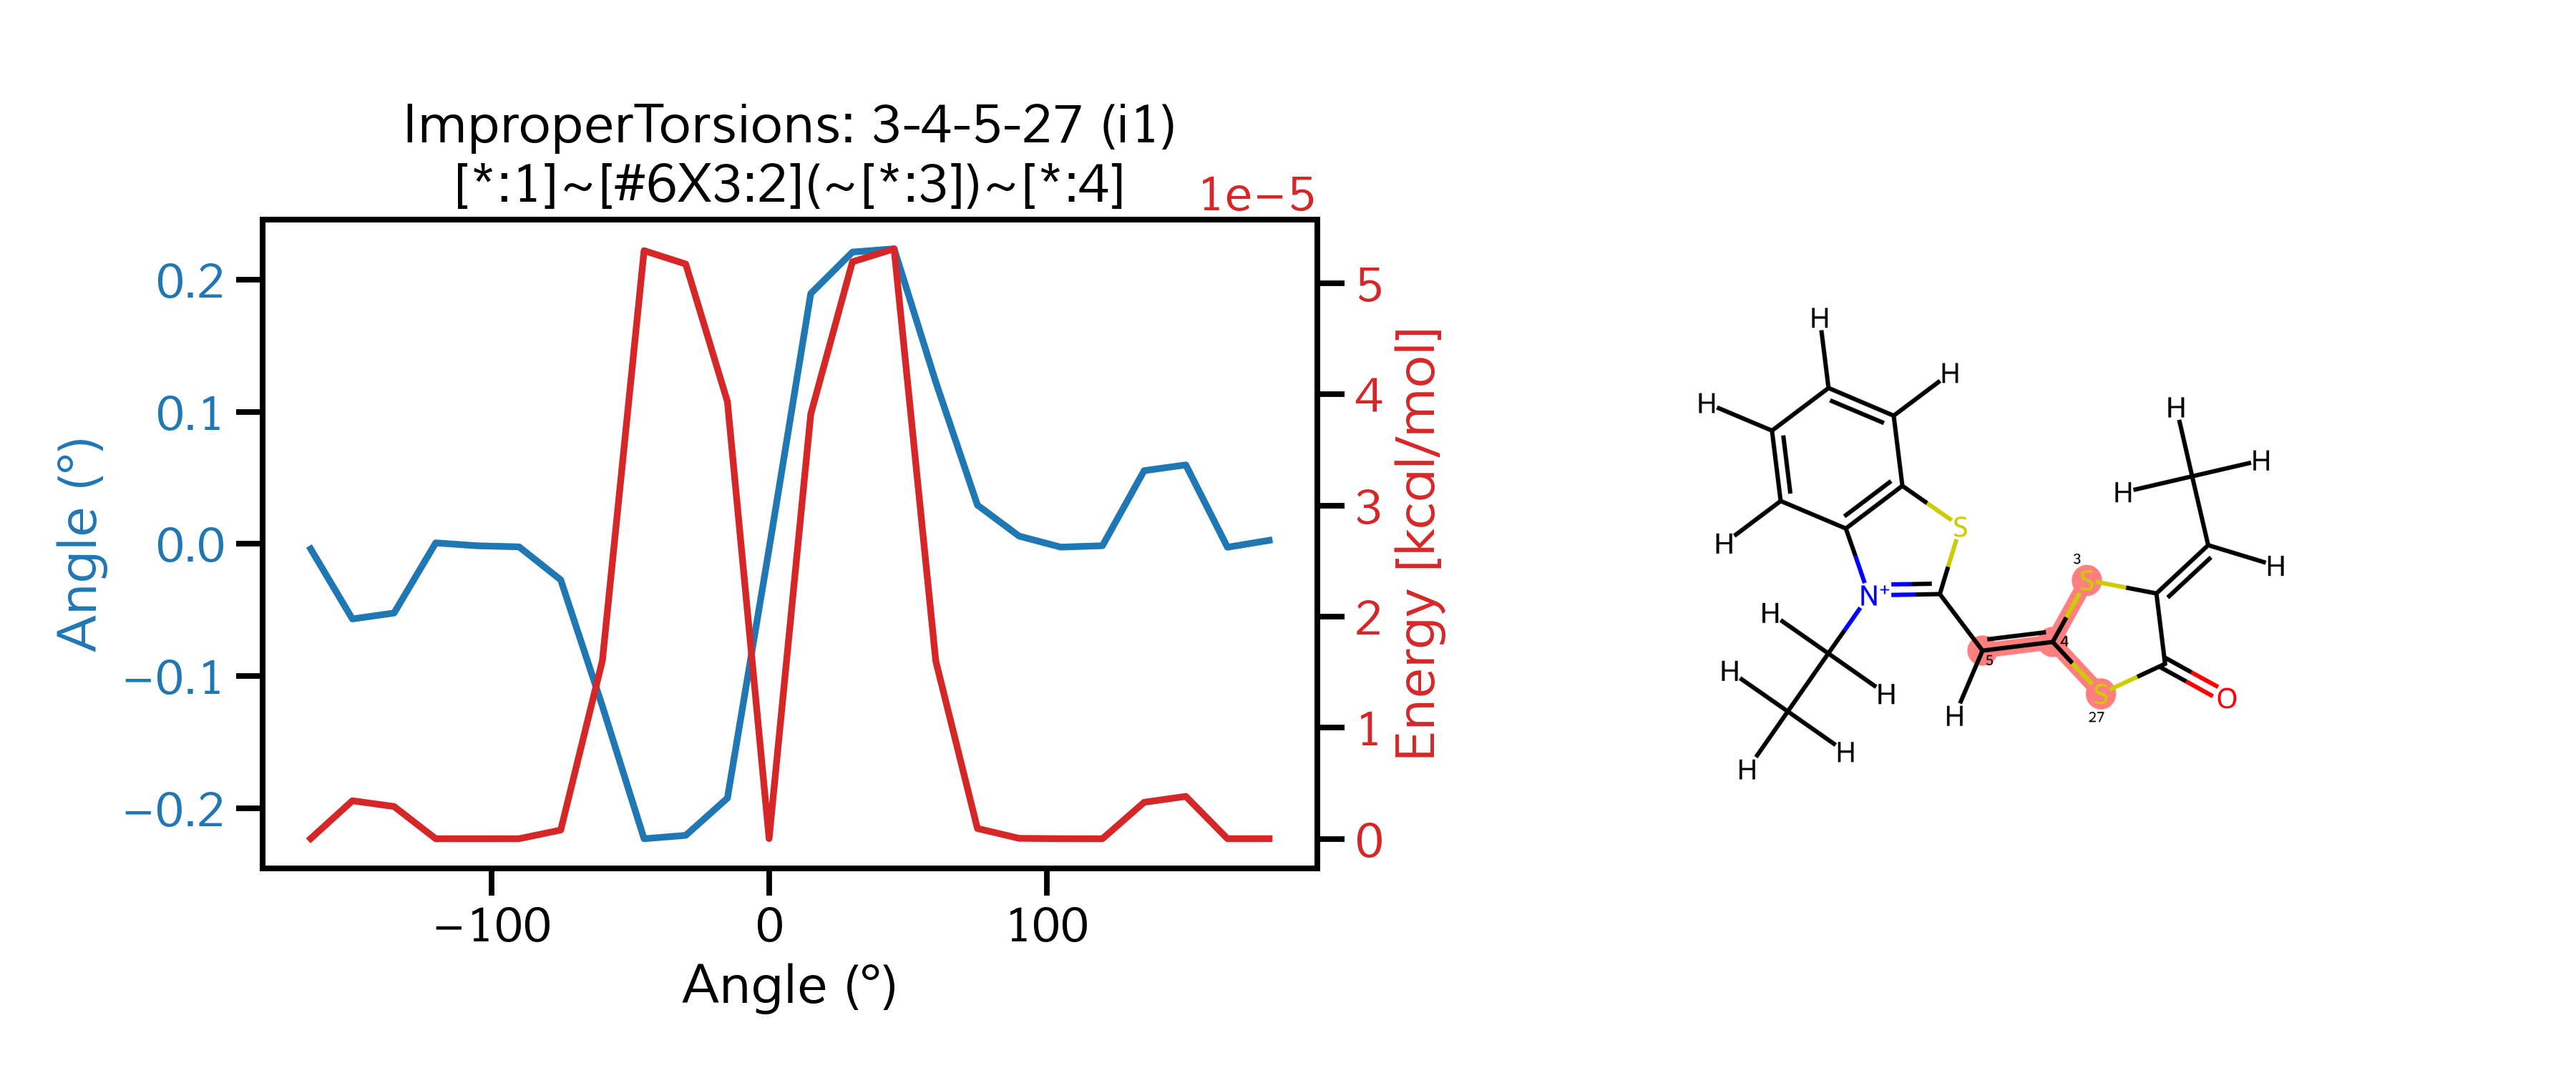 ImproperTorsions: 3-4-5-27 (i1)
[*:1]~[#6X3:2](~[*:3])~[*:4]
1e−5
0.2
0.1
0.0
−0.1
−0.2
Angle (°)
5
4
3
2
1
0
Energy [kcal/mol]
−100
0
100
Angle (°)
H
H
H
H
H
H
H
S
3
S
H
N⁺
H
4
5
H
H
S
27
O
H
H
H